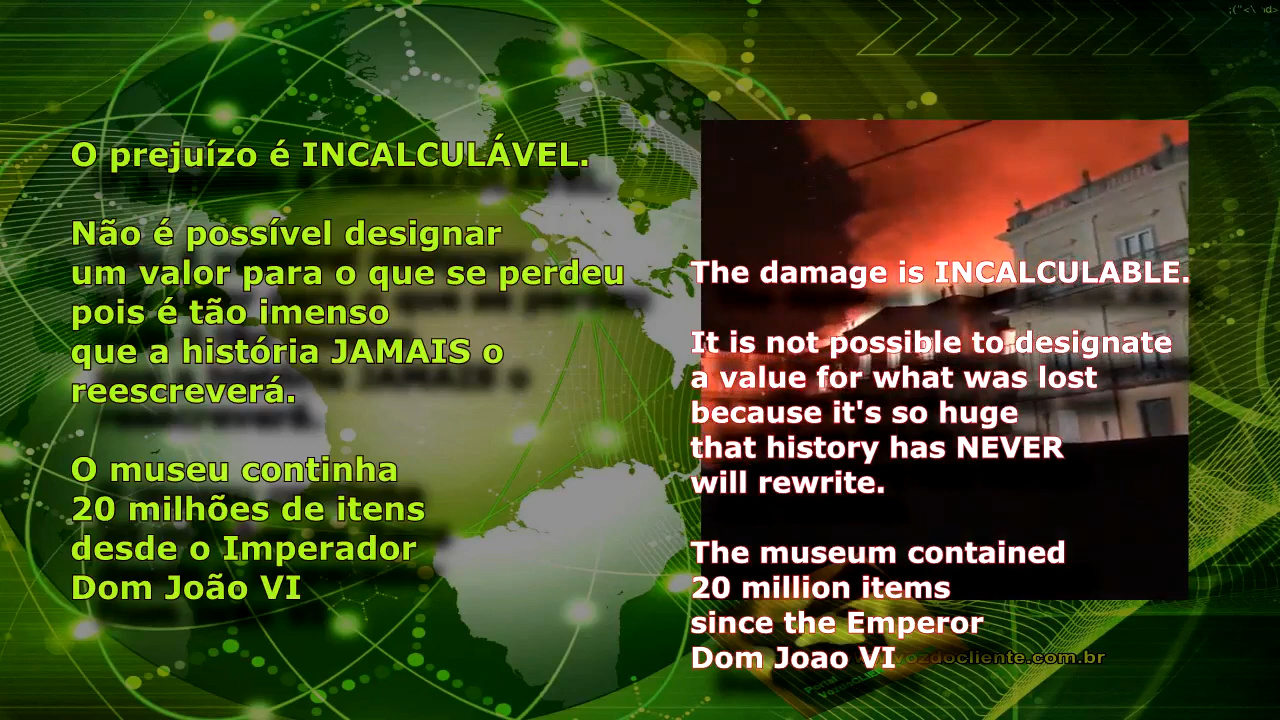 O prejuízo é INCALCULÁVEL.
Não é possível designar
um valor para o que se perdeu
pois é tão imenso
que a história JAMAIS o
reescreverá.
O museu continha
20 milhões de itens
desde o Imperador
Dom João VI
The damage is INCALCULABLE.
It is not possible to designate
a value for what was lost
because it's so huge
that history has NEVER
will rewrite.
The museum contained
20 million items
since the Emperor
Dom Joao VI
vozdocliente.com.br